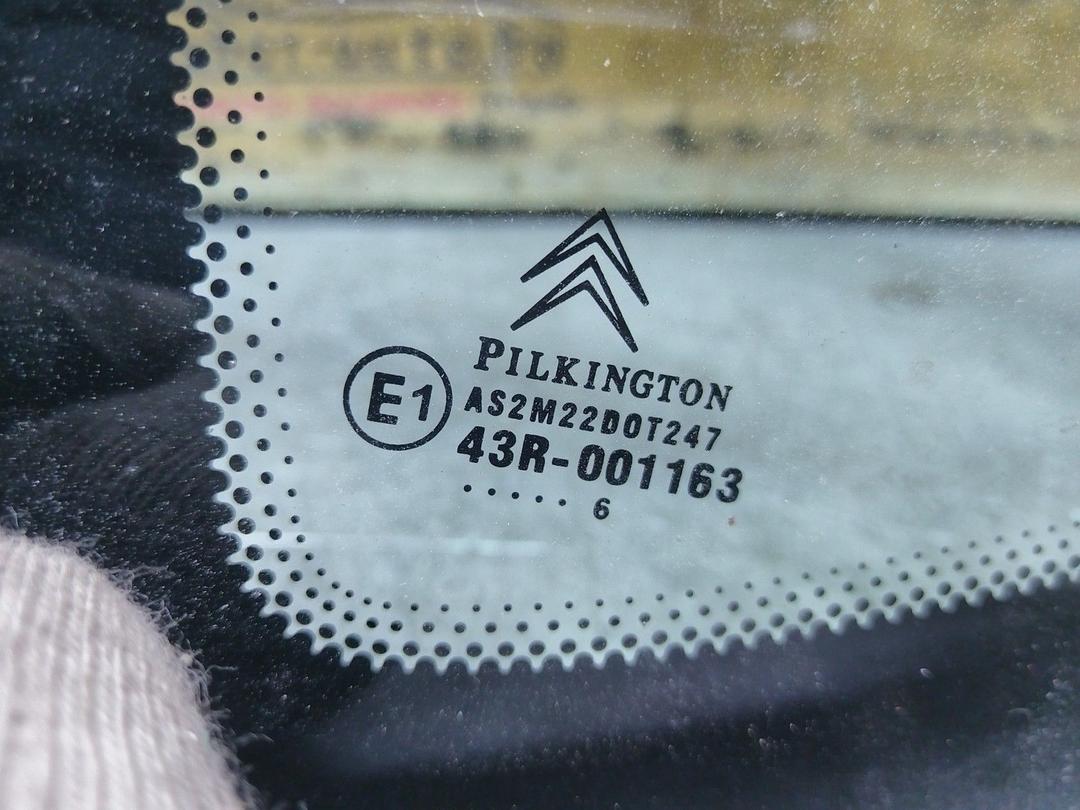 PILKINGTON
E1
AS2M22DOT247
43R-001163
..... 6